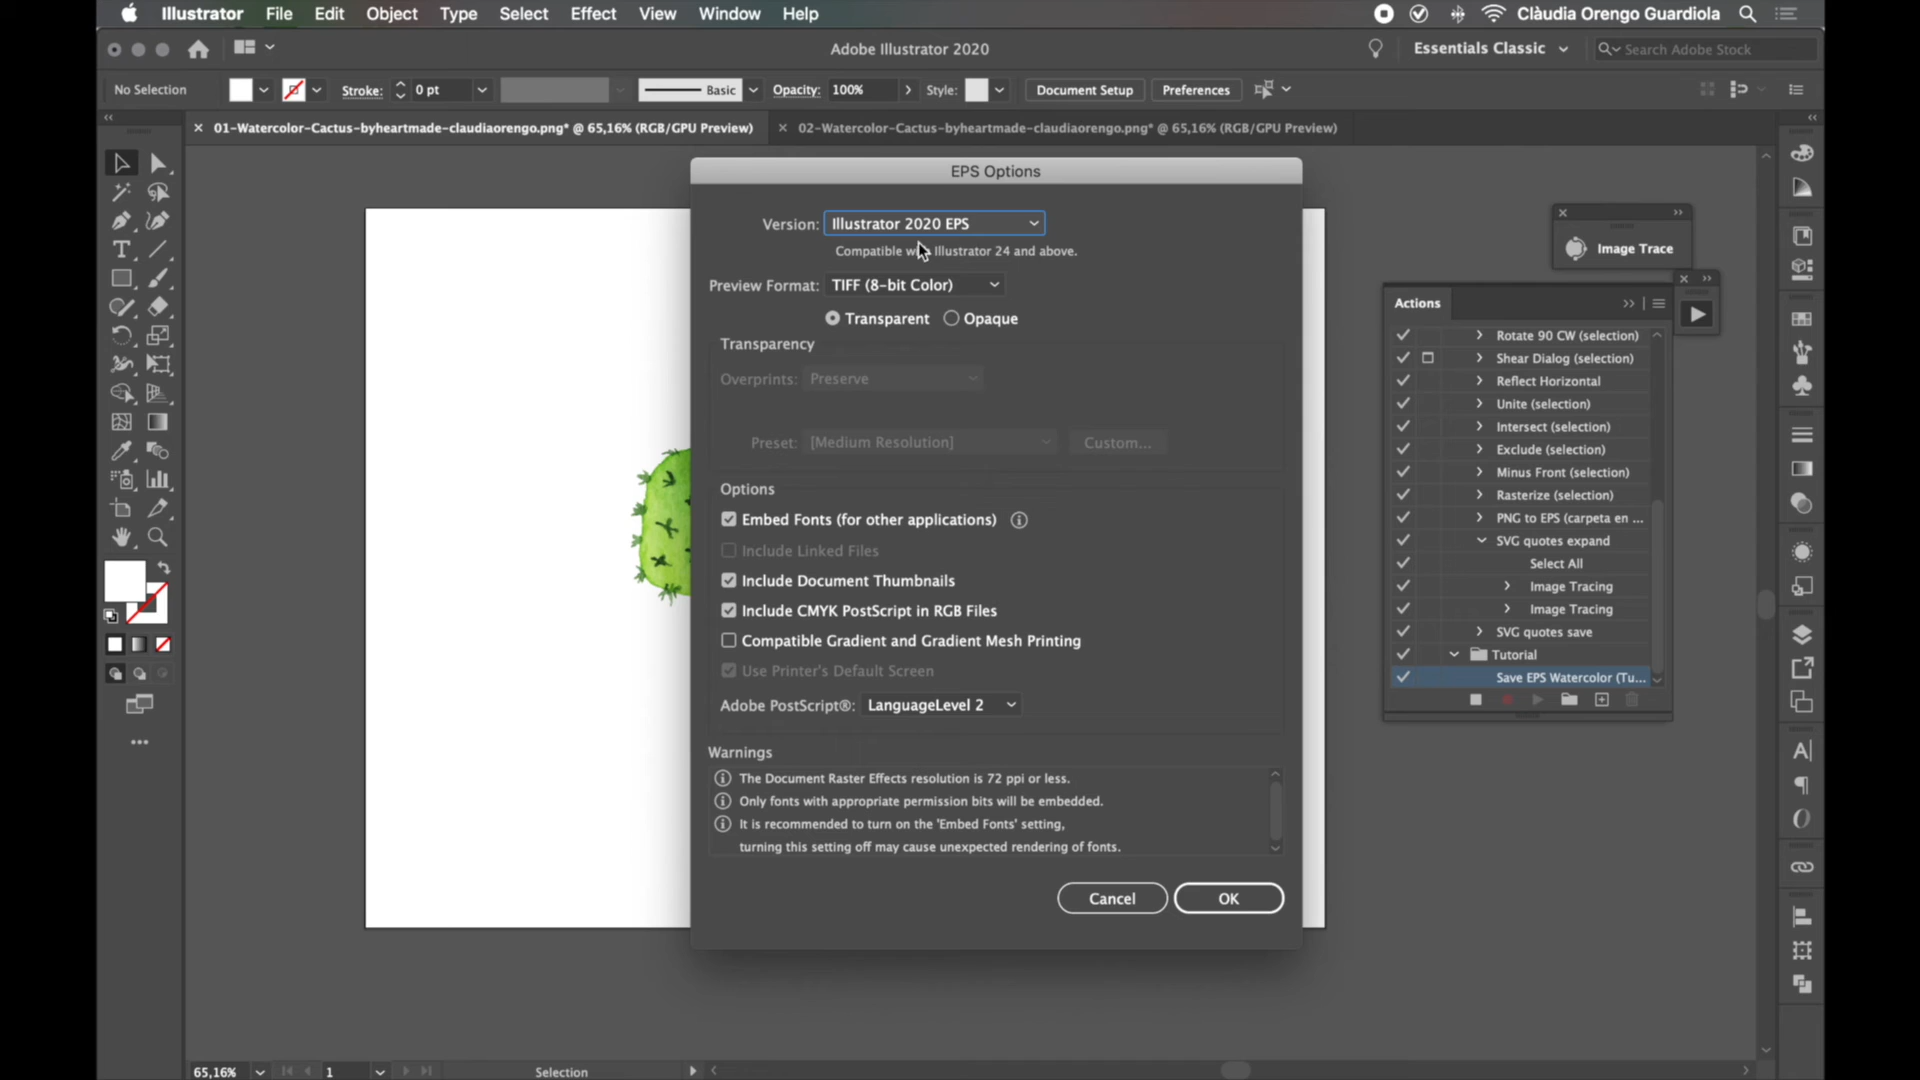 Illustrator File Edit Object Type Select Effect View Window Help Clàudia Orengo Guardiola
Adobe Illustrator 2020 Essentials Classic Search Adobe Stock
No Selection Stroke: 0 pt Basic Opacity: 100% Style: Document Setup Preferences
01-Watercolor-Cactus-byheartmade-claudiaorengo.png* @ 65,16% (RGB/GPU Preview) 02-Watercolor-Cactus-byheartmade-claudiaorengo.png* @ 65,16% (RGB/GPU Preview)
EPS Options
Version: Illustrator 2020 EPS
Compatible Illustrator 24 and above.
Preview Format: TIFF (8-bit Color)
Transparent Opaque
Transparency
Overprints: Preserve
Preset: [Medium Resolution] Custom...
Options
Embed Fonts (for other applications)
Include Linked Files
Include Document Thumbnails
Include CMYK PostScript in RGB Files
Compatible Gradient and Gradient Mesh Printing
Use Printer's Default Screen
Adobe PostScript®: LanguageLevel 2
Warnings
The Document Raster Effects resolution is 72 ppi or less.
Only fonts with appropriate permission bits will be embedded.
It is recommended to turn on the 'Embed Fonts' setting,
turning this setting off may cause unexpected rendering of fonts.
Cancel OK
Image Trace
Actions
Rotate 90 CW (selection)
Shear Dialog (selection)
Reflect Horizontal
Unite (selection)
Intersect (selection)
Exclude (selection)
Minus Front (selection)
Rasterize (selection)
PNG to EPS (carpeta en ...
SVG quotes expand
Select All
Image Tracing
Image Tracing
SVG quotes save
Tutorial
Save EPS Watercolor (Tu...
65,16% 1 Selection